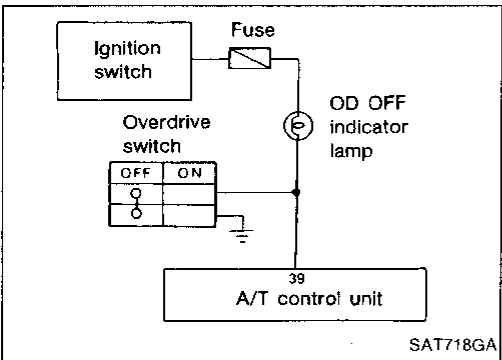 Ignition
switch
Fuse
OD OFF
indicator
lamp
Overdrive
switch
OFF ON
39
A/T control unit
SAT718GA